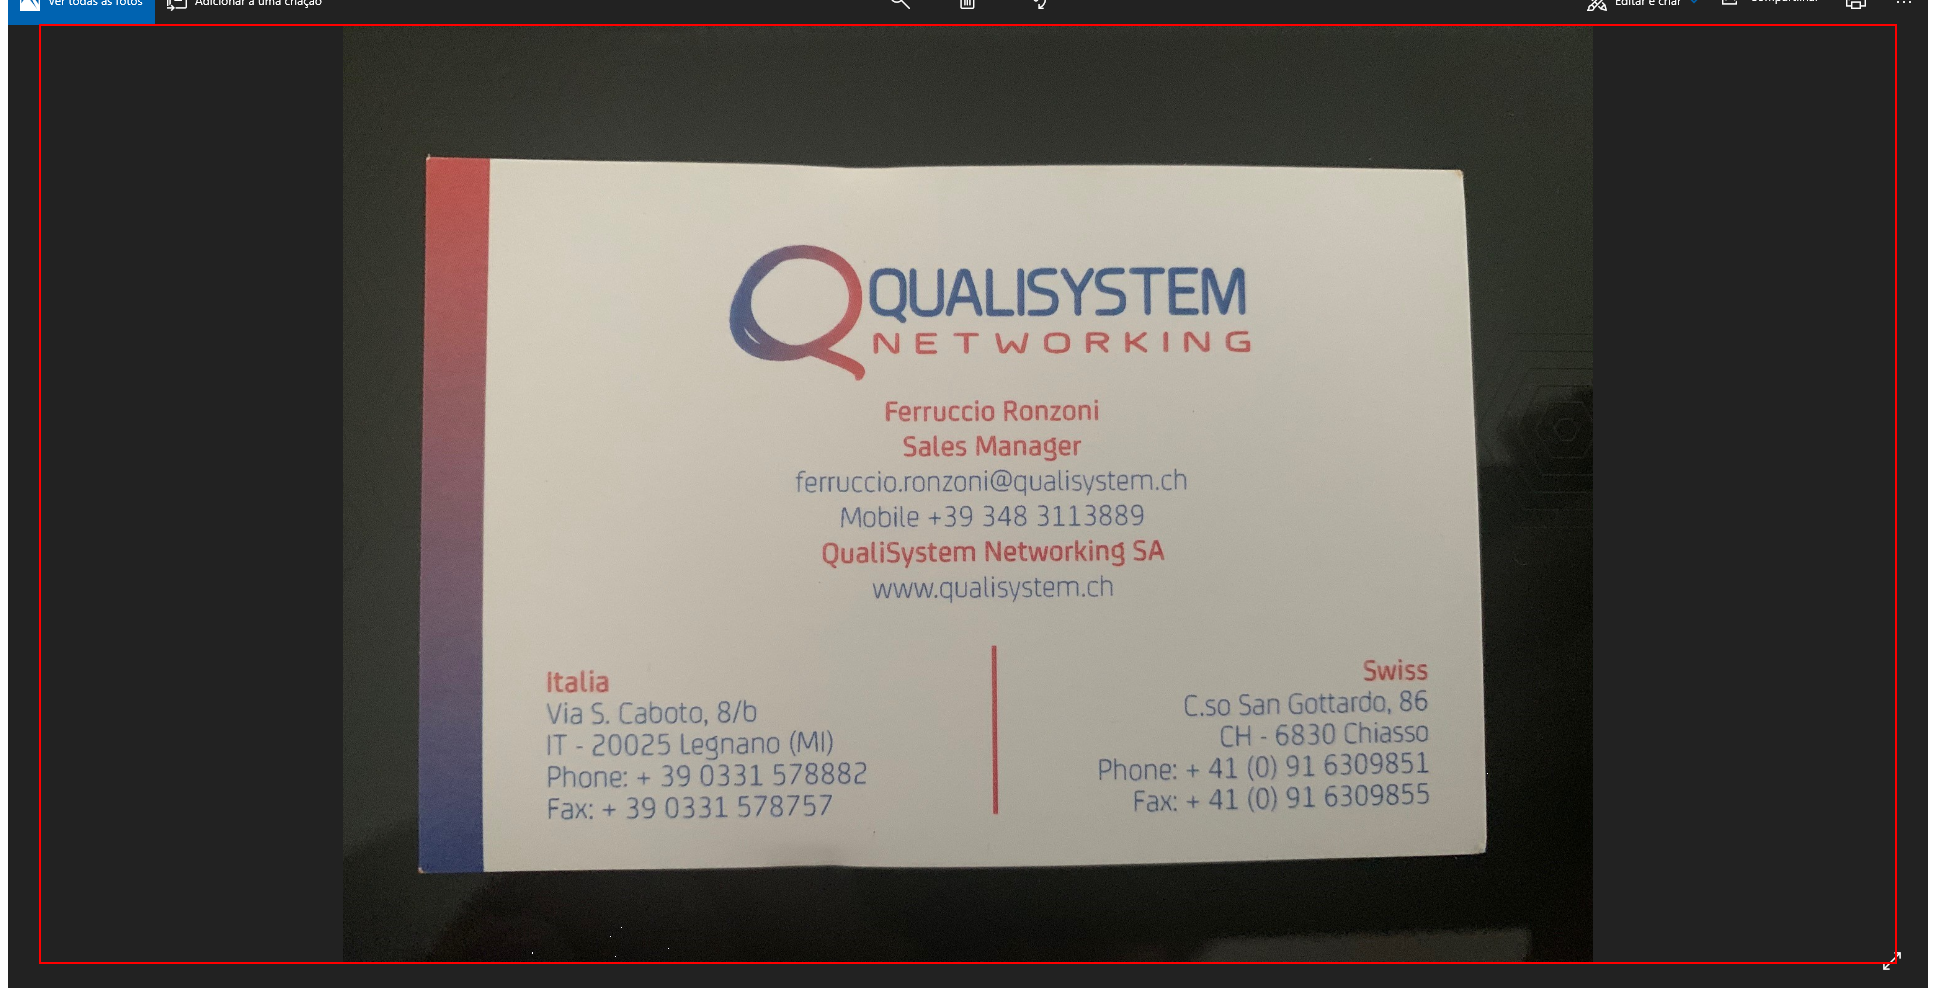 Ver todas as fotos
Adicionar a uma criação
Editar e criar
Compartilhar
QUALISYSTEM
NETWORKING
Ferruccio Ronzoni
Sales Manager
ferruccio.ronzoni@qualisystem.ch
Mobile +39 348 3113889
QualiSystem Networking SA
www.qualisystem.ch
Italia
Via S. Caboto, 8/b
IT - 20025 Legnano (MI)
Phone: + 39 0331 578882
Fax: + 39 0331 578757
Swiss
C.so San Gottardo, 86
CH - 6830 Chiasso
Phone: + 41 (0) 91 6309851
Fax: + 41 (0) 91 6309855